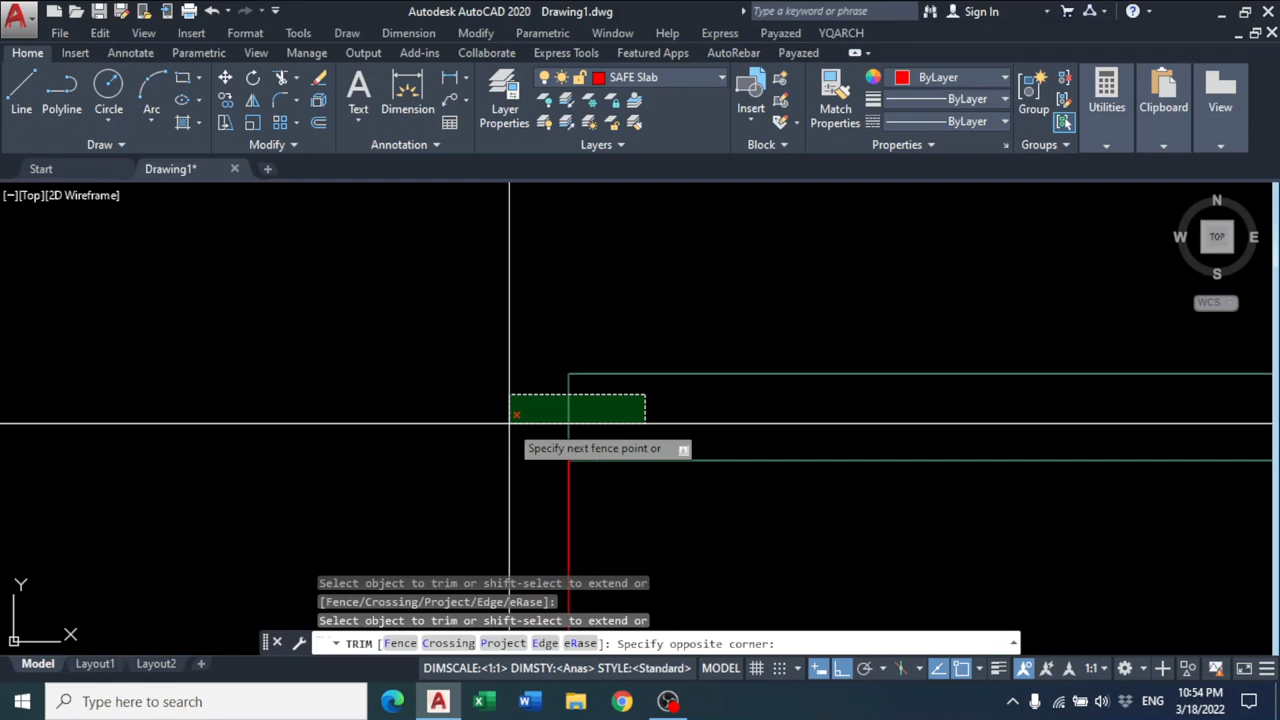 Autodesk AutoCAD 2020 Drawing1.dwg
Type a keyword or phrase
Sign In
File Edit View Insert Format Tools Draw Dimension Modify Parametric Window Help Express Payazed YQARCH
Home Insert Annotate Parametric View Manage Output Add-ins Collaborate Express Tools Featured Apps AutoRebar Payazed
SAFE Slab
ByLayer
ByLayer
ByLayer
Line Polyline Circle Arc Text Dimension Layer Properties Insert Match Properties Group Utilities Clipboard View
Draw Modify Annotation Layers Block Properties Groups
Start Drawing1*
[−][Top][2D Wireframe]
N
W TOP E
S
WCS
Specify next fence point or
Select object to trim or shift-select to extend or
[Fence/Crossing/Project/Edge/eRase]:
Select object to trim or shift-select to extend or
TRIM [Fence Crossing Project Edge eRase]: Specify opposite corner:
Y
X
Model Layout1 Layout2
DIMSCALE:<1:1> DIMSTY:<Anas> STYLE:<Standard> MODEL 1:1
Type here to search
10:54 PM
3/18/2022